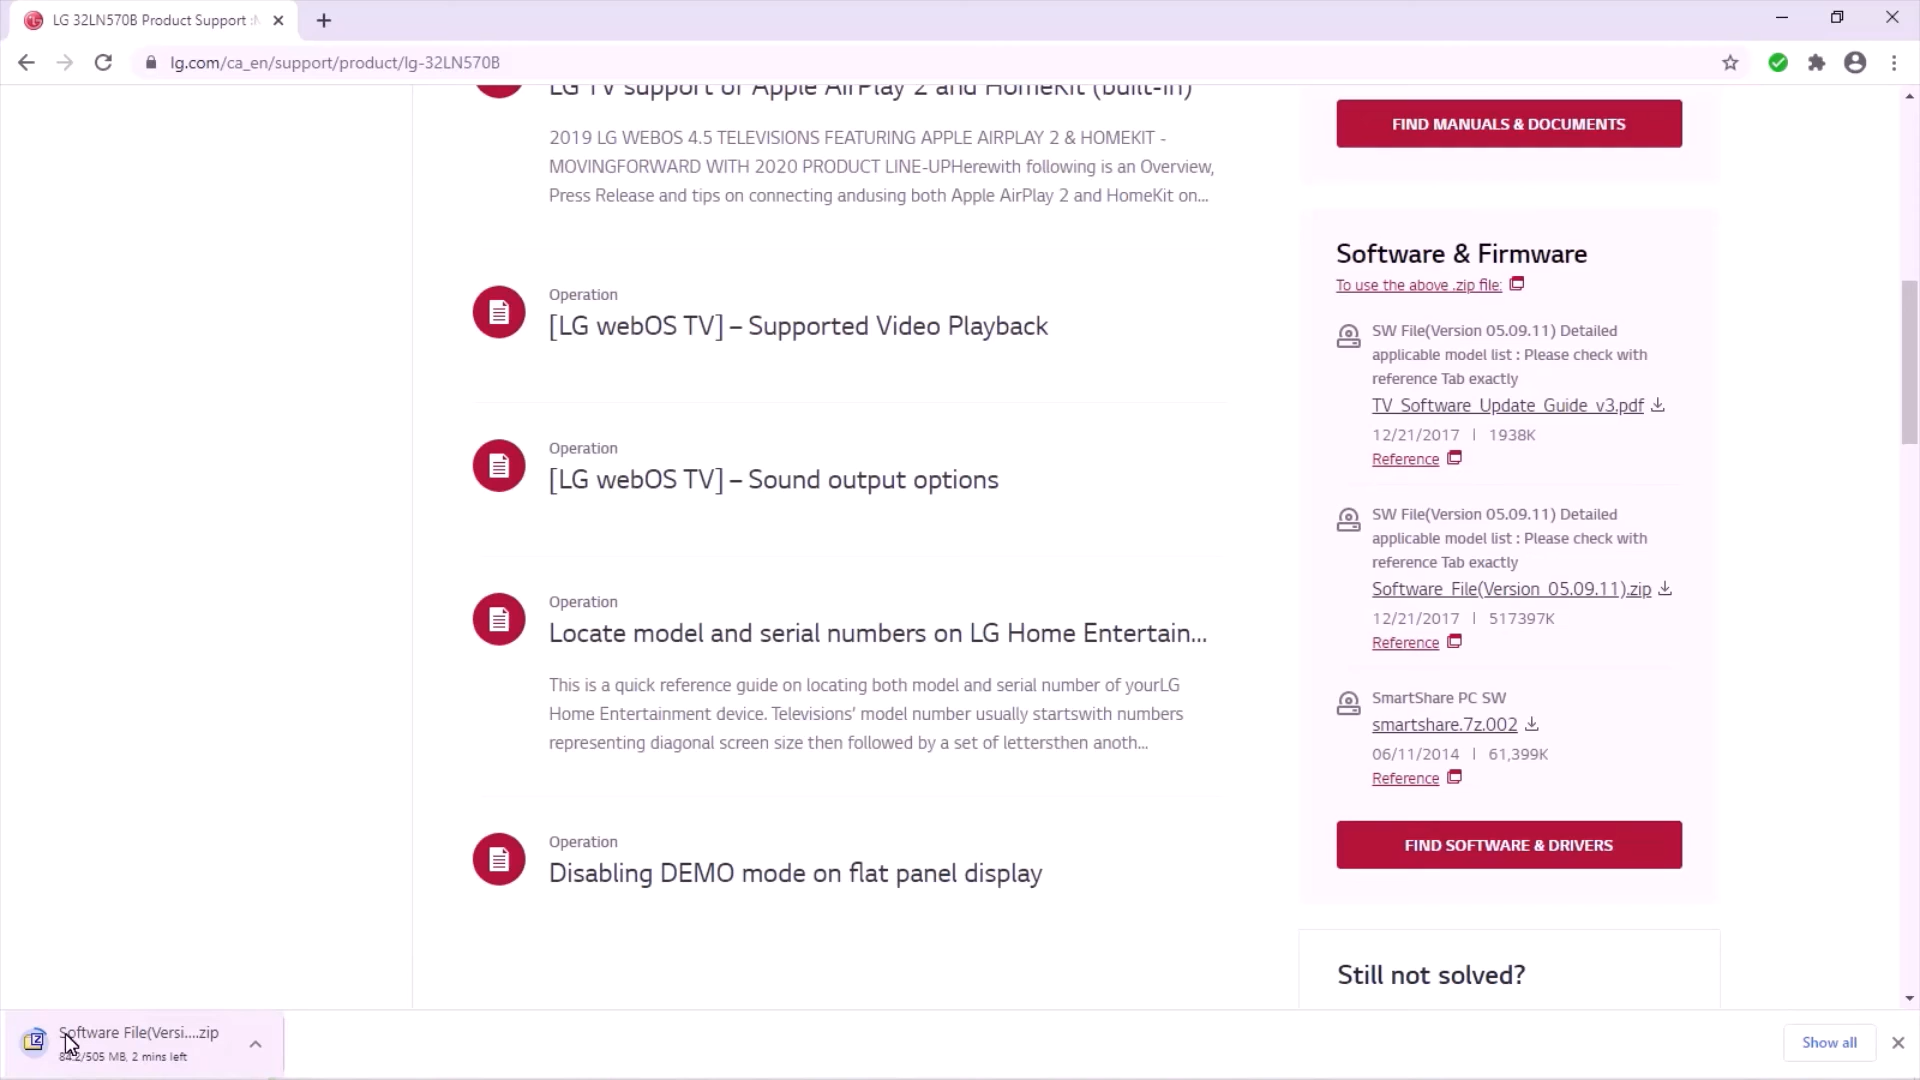 LG 32LN570B Product Support :
lg.com/ca_en/support/product/lg-32LN570B
LG TV support of Apple AirPlay 2 and HomeKit (built-in)
2019 LG WEBOS 4.5 TELEVISIONS FEATURING APPLE AIRPLAY 2 & HOMEKIT -
MOVINGFORWARD WITH 2020 PRODUCT LINE-UPHerewith following is an Overview,
Press Release and tips on connecting andusing both Apple AirPlay 2 and HomeKit on...
Operation
[LG webOS TV] – Supported Video Playback
Operation
[LG webOS TV] – Sound output options
Operation
Locate model and serial numbers on LG Home Entertain...
This is a quick reference guide on locating both model and serial number of yourLG
Home Entertainment device. Televisions' model number usually startswith numbers
representing diagonal screen size then followed by a set of lettersthen anoth...
Operation
Disabling DEMO mode on flat panel display
FIND MANUALS & DOCUMENTS
Software & Firmware
To use the above .zip file:
SW File(Version 05.09.11) Detailed
applicable model list : Please check with
reference Tab exactly
TV_Software_Update_Guide_v3.pdf
12/21/2017 | 1938K
Reference
SW File(Version 05.09.11) Detailed
applicable model list : Please check with
reference Tab exactly
Software_File(Version_05.09.11).zip
12/21/2017 | 517397K
Reference
SmartShare PC SW
smartshare.7z.002
06/11/2014 | 61,399K
Reference
FIND SOFTWARE & DRIVERS
Still not solved?
Software File(Versi....zip
84.2/505 MB, 2 mins left
Show all